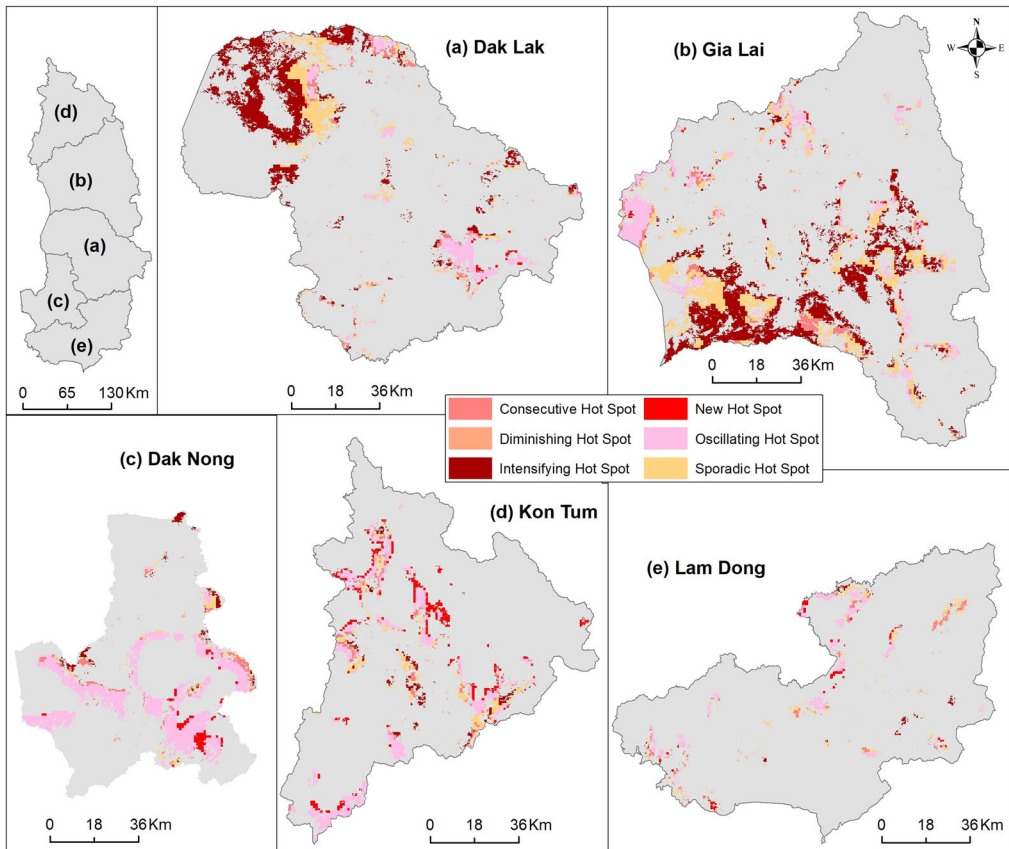 (a) Dak Lak
(b) Gia Lai
N
W E
S
(d)
(b)
(a)
(c)
(e)
0 65 130 Km
0 18 36 Km
0 18 36 Km
Consecutive Hot Spot
New Hot Spot
Diminishing Hot Spot
Oscillating Hot Spot
Intensifying Hot Spot
Sporadic Hot Spot
(c) Dak Nong
(d) Kon Tum
(e) Lam Dong
0 18 36 Km
0 18 36 Km
0 18 36 Km